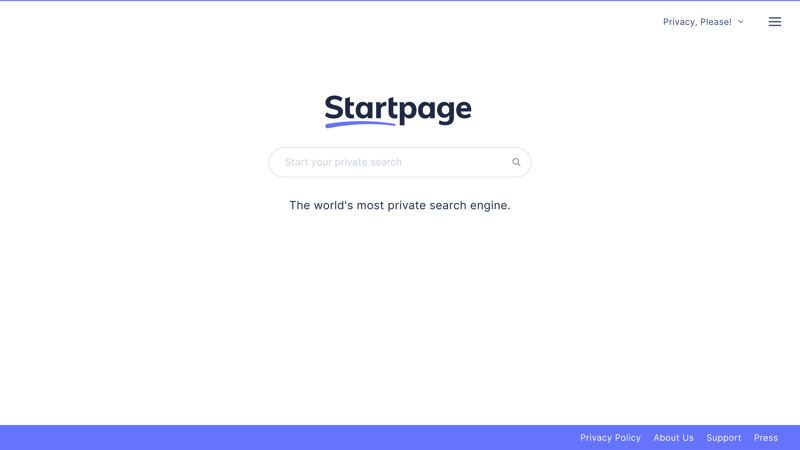 Privacy, Please!
Startpage
Start your private search
The world's most private search engine.
Privacy Policy About Us Support Press